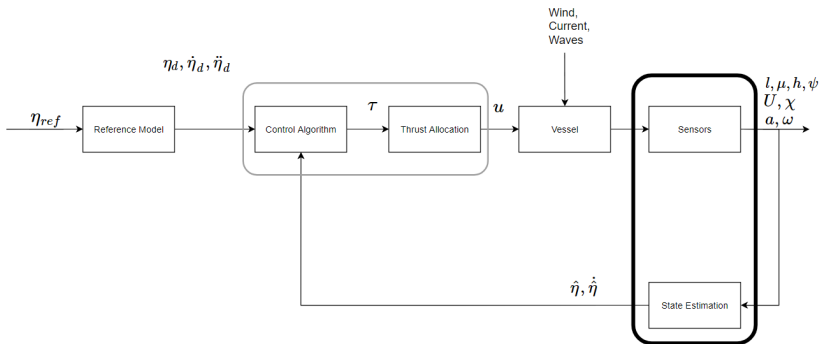 Wind,
Current,
Waves
η_d, η̇_d, η̈_d
l, μ, h, ψ
U, χ
a, ω
η_ref
τ
u
Reference Model
Control Algorithm
Thrust Allocation
Vessel
Sensors
η̂, η̂̇
State Estimation